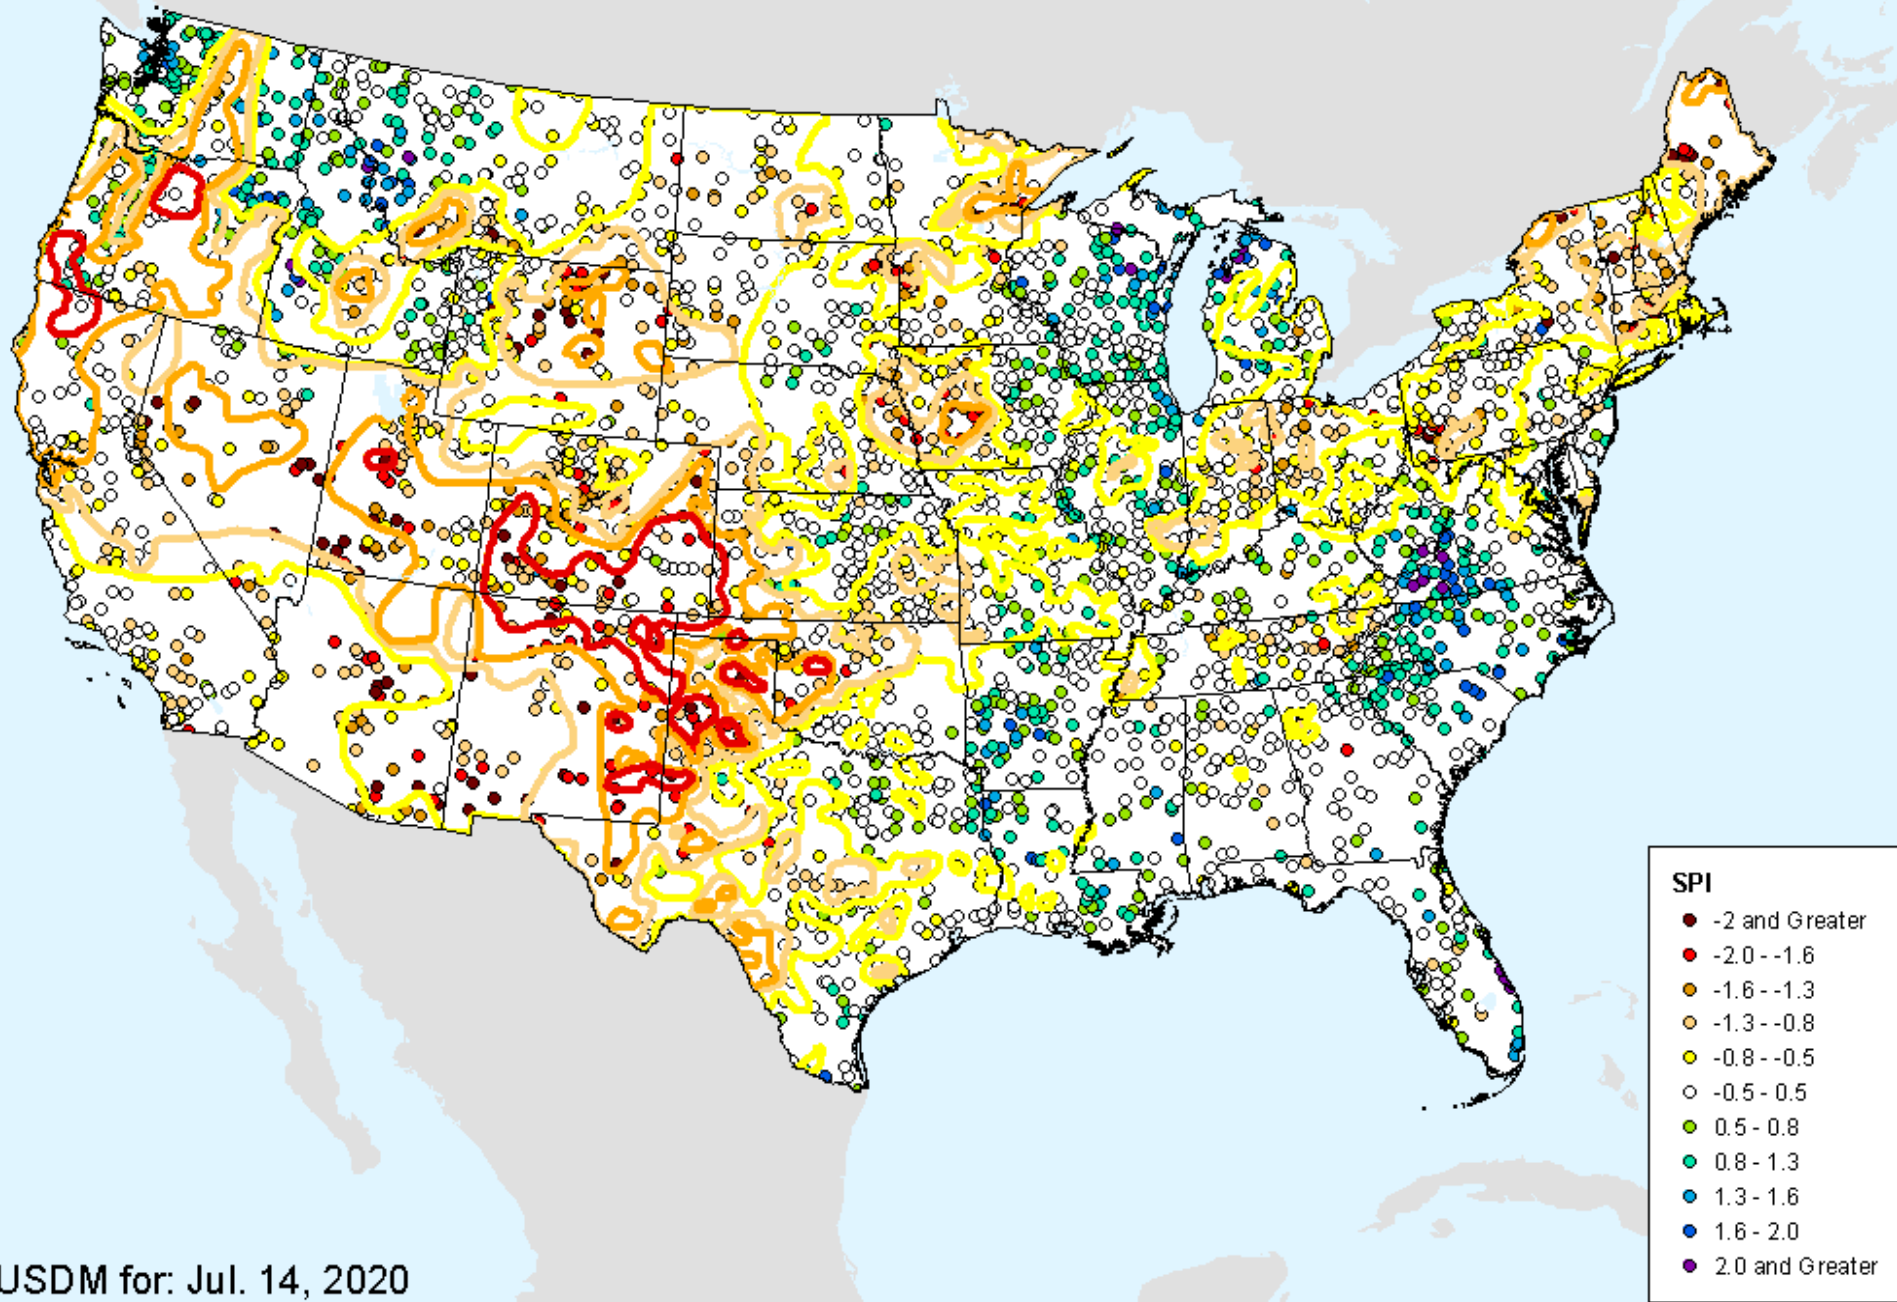 SPI
-2 and Greater
-2.0 - -1.6
-1.6 - -1.3
-1.3 - -0.8
-0.8 - -0.5
-0.5 - 0.5
0.5 - 0.8
0.8 - 1.3
1.3 - 1.6
1.6 - 2.0
2.0 and Greater
USDM for: Jul. 14, 2020